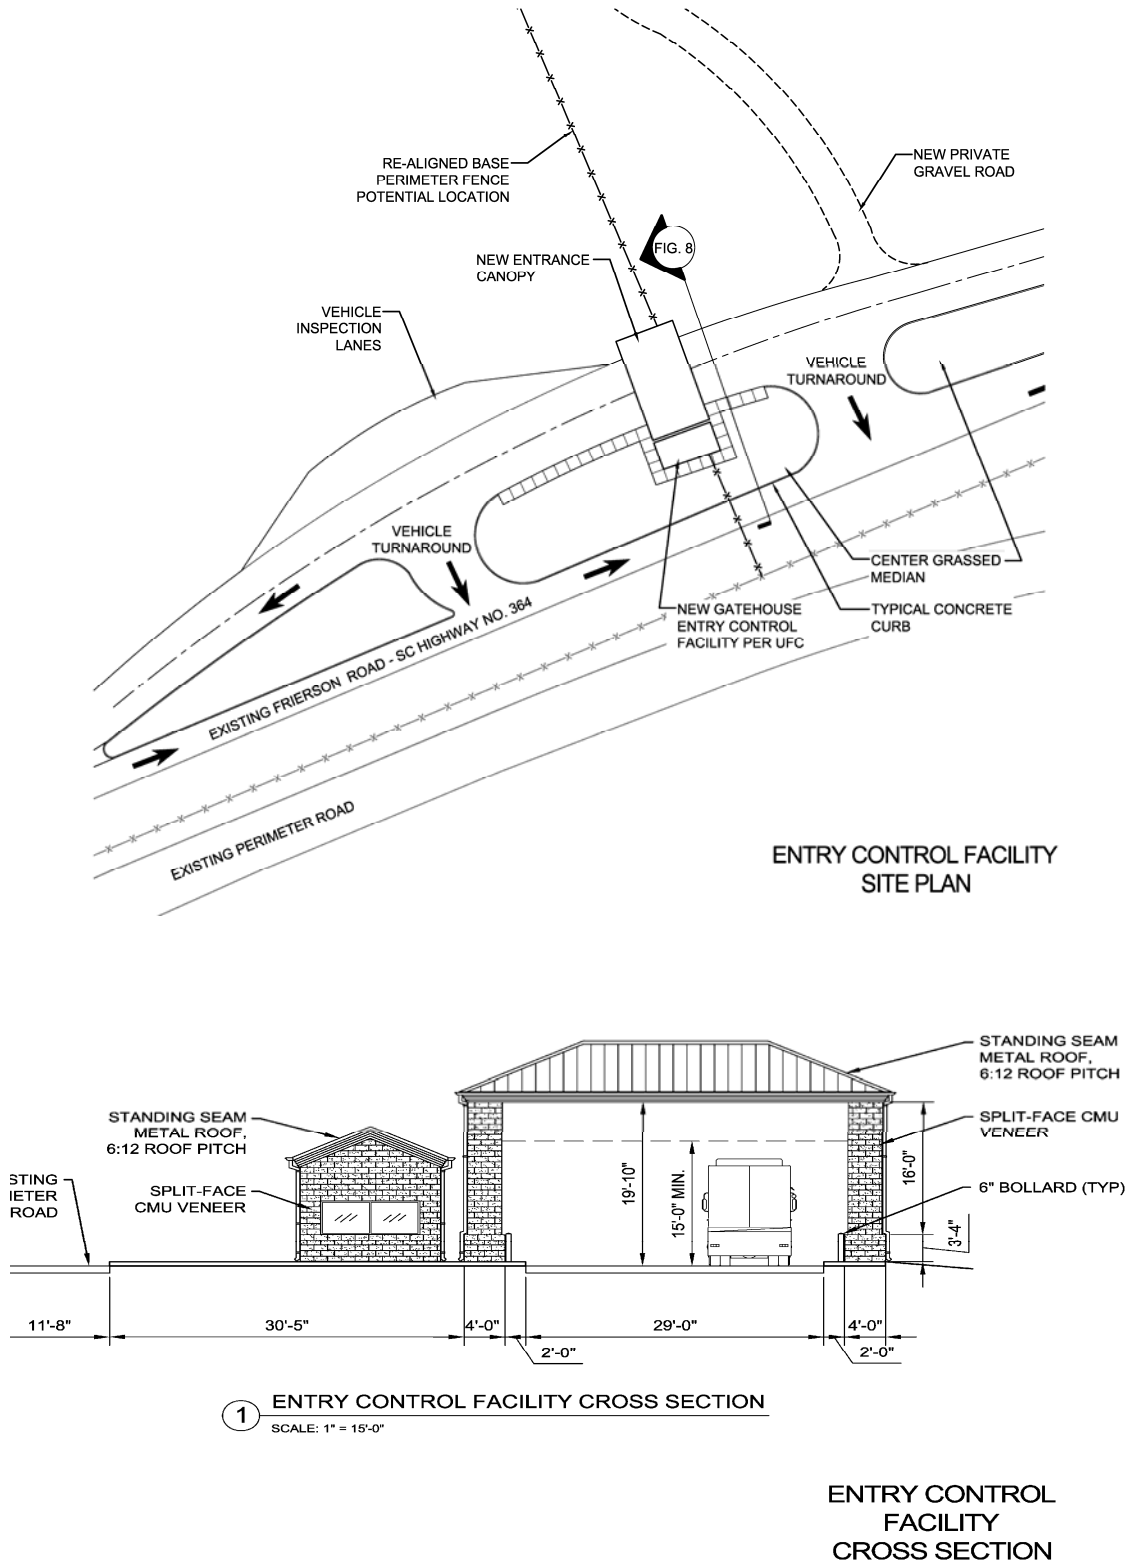 RE-ALIGNED BASE
PERIMETER FENCE
POTENTIAL LOCATION
NEW PRIVATE
GRAVEL ROAD
FIG. 8
NEW ENTRANCE
CANOPY
VEHICLE
INSPECTION
LANES
VEHICLE
TURNAROUND
VEHICLE
TURNAROUND
CENTER GRASSED
MEDIAN
NEW GATEHOUSE
ENTRY CONTROL
FACILITY PER UFC
TYPICAL CONCRETE
CURB
EXISTING FRIERSON ROAD - SC HIGHWAY NO. 364
EXISTING PERIMETER ROAD
ENTRY CONTROL FACILITY
SITE PLAN
STANDING SEAM
METAL ROOF,
6:12 ROOF PITCH
STANDING SEAM
METAL ROOF,
6:12 ROOF PITCH
SPLIT-FACE CMU
VENEER
STING
IETER
ROAD
SPLIT-FACE
CMU VENEER
6" BOLLARD (TYP)
19'-10"
15'-0" MIN.
16'-0"
3'-4"
11'-8"
30'-5"
4'-0"
29'-0"
4'-0"
2'-0"
2'-0"
1
ENTRY CONTROL FACILITY CROSS SECTION
SCALE: 1" = 15'-0"
ENTRY CONTROL
FACILITY
CROSS SECTION